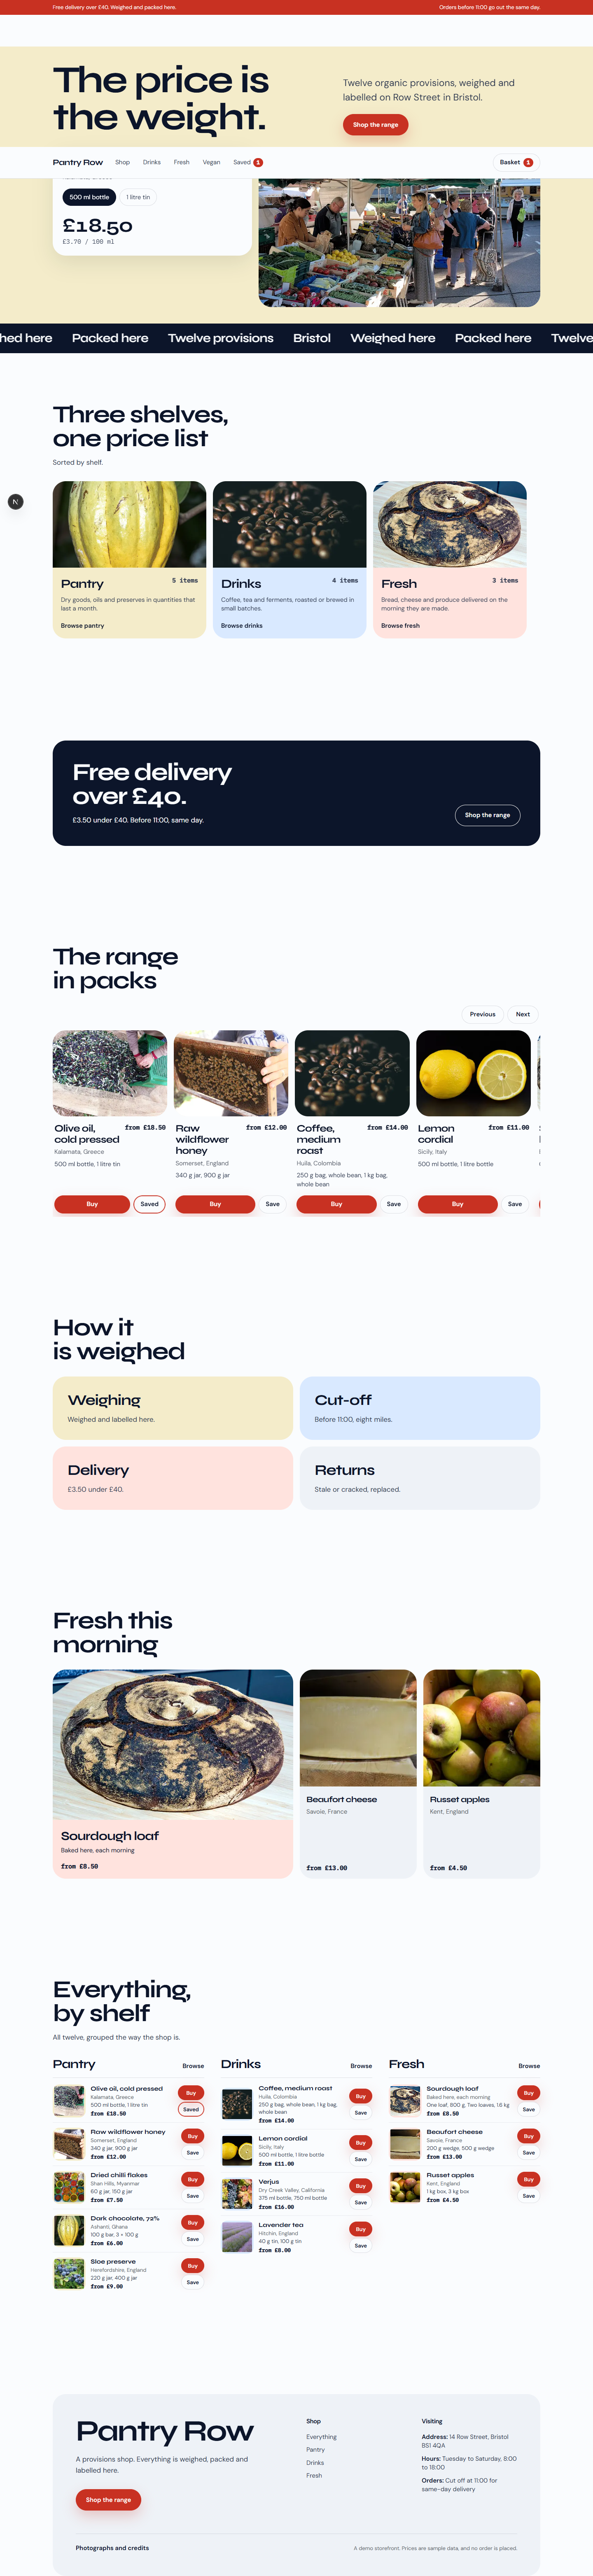 Free delivery over £40. Weighed and packed here.
Orders before 11:00 go out the same day.
The price is
the weight.
Twelve organic provisions, weighed and
labelled on Row Street in Bristol.
Shop the range
Pantry Row
Shop
Drinks
Fresh
Vegan
Saved 1
Basket 1
500 ml bottle
1 litre tin
£18.50
£3.70 / 100 ml
hed here
Packed here
Twelve provisions
Bristol
Weighed here
Packed here
Twelve
Three shelves,
one price list
Sorted by shelf.
Pantry
5 items
Dry goods, oils and preserves in quantities that
last a month.
Browse pantry
Drinks
4 items
Coffee, tea and ferments, roasted or brewed in
small batches.
Browse drinks
Fresh
3 items
Bread, cheese and produce delivered on the
morning they are made.
Browse fresh
N
Free delivery
over £40.
£3.50 under £40. Before 11:00, same day.
Shop the range
The range
in packs
Previous
Next
Olive oil,
cold pressed
from £18.50
Kalamata, Greece
500 ml bottle, 1 litre tin
Buy
Saved
Raw
wildflower
honey
from £12.00
Somerset, England
340 g jar, 900 g jar
Buy
Save
Coffee,
medium
roast
from £14.00
Huila, Colombia
250 g bag, whole bean, 1 kg bag,
whole bean
Buy
Save
Lemon
cordial
from £11.00
Sicily, Italy
500 ml bottle, 1 litre bottle
Buy
Save
How it
is weighed
Weighing
Weighed and labelled here.
Cut-off
Before 11:00, eight miles.
Delivery
£3.50 under £40.
Returns
Stale or cracked, replaced.
Fresh this
morning
Sourdough loaf
Baked here, each morning
from £8.50
Beaufort cheese
Savoie, France
from £13.00
Russet apples
Kent, England
from £4.50
Everything,
by shelf
All twelve, grouped the way the shop is.
Pantry
Browse
Olive oil, cold pressed
Kalamata, Greece
500 ml bottle, 1 litre tin
from £18.50
Buy
Saved
Raw wildflower honey
Somerset, England
340 g jar, 900 g jar
from £12.00
Buy
Save
Dried chilli flakes
Shan Hills, Myanmar
60 g jar, 150 g jar
from £7.50
Buy
Save
Dark chocolate, 72%
Ashanti, Ghana
100 g bar, 3 × 100 g
from £6.00
Buy
Save
Sloe preserve
Herefordshire, England
220 g jar, 400 g jar
from £9.00
Buy
Save
Drinks
Browse
Coffee, medium roast
Huila, Colombia
250 g bag, whole bean, 1 kg bag,
whole bean
from £14.00
Buy
Save
Lemon cordial
Sicily, Italy
500 ml bottle, 1 litre bottle
from £11.00
Buy
Save
Verjus
Dry Creek Valley, California
375 ml bottle, 750 ml bottle
from £16.00
Buy
Save
Lavender tea
Hitchin, England
40 g tin, 100 g tin
from £8.00
Buy
Save
Fresh
Browse
Sourdough loaf
Baked here, each morning
One loaf, 800 g, Two loaves, 1.6 kg
from £8.50
Buy
Save
Beaufort cheese
Savoie, France
200 g wedge, 500 g wedge
from £13.00
Buy
Save
Russet apples
Kent, England
1 kg box, 3 kg box
from £4.50
Buy
Save
Pantry Row
A provisions shop. Everything is weighed, packed and
labelled here.
Shop the range
Shop
Everything
Pantry
Drinks
Fresh
Visiting
Address: 14 Row Street, Bristol
BS1 4QA
Hours: Tuesday to Saturday, 8:00
to 18:00
Orders: Cut off at 11:00 for
same-day delivery
Photographs and credits
A demo storefront. Prices are sample data, and no order is placed.